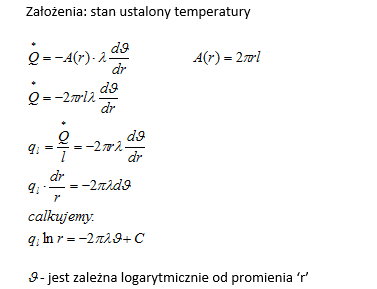 Założenia: stan ustalony temperatury
Q̇* = −A(r)·λ dϑ/dr    A(r) = 2πrl
Q̇* = −2πrlλ dϑ/dr
q_l = Q̇*/l = −2πrλ dϑ/dr
q_l · dr/r = −2πλdϑ
calkujemy:
q_l ln r = −2πλϑ + C
ϑ - jest zależna logarytmicznie od promienia ‘r’